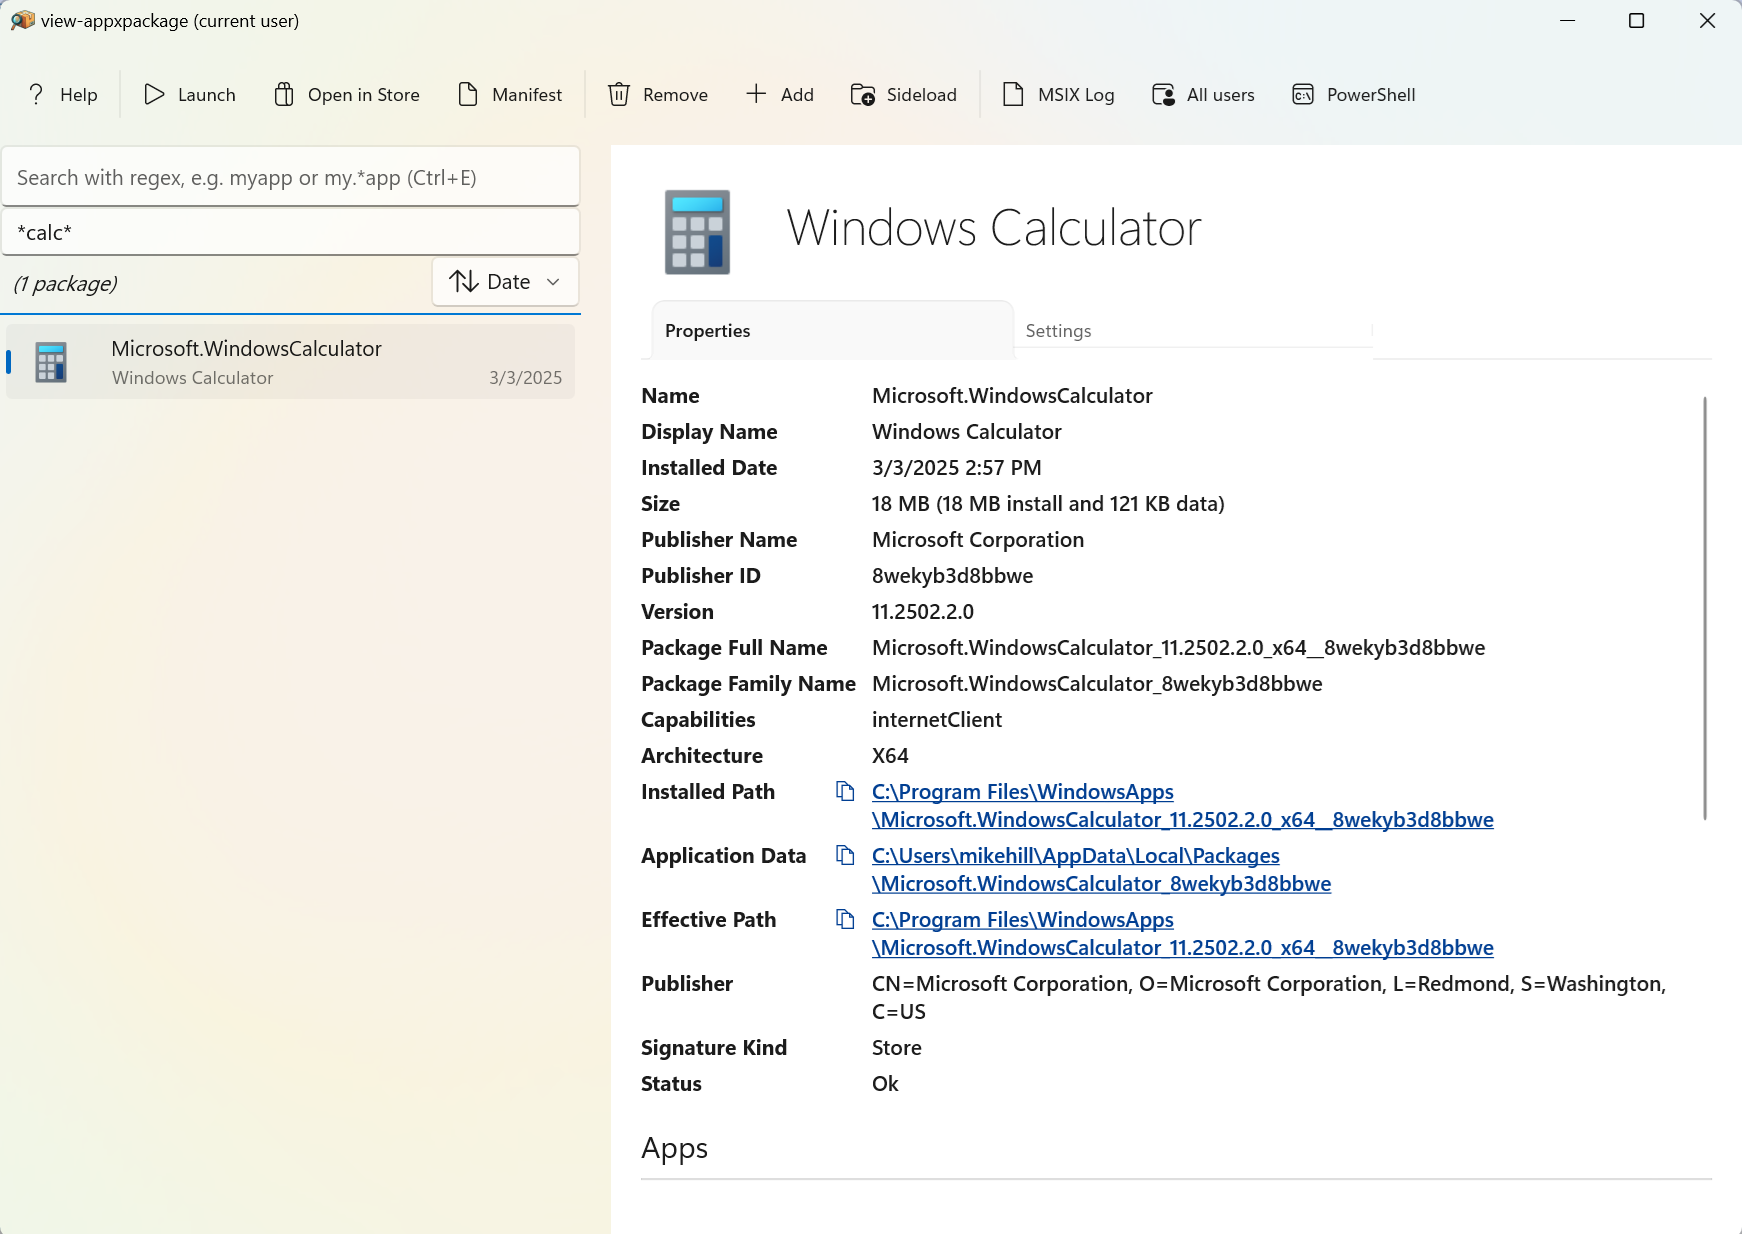 view-appxpackage (current user)
? Help
Launch
Open in Store
Manifest
Remove
Add
Sideload
MSIX Log
All users
C:\ PowerShell
Search with regex, e.g. myapp or my.*app (Ctrl+E)
*calc*
(1 package)
Date
Microsoft.WindowsCalculator
Windows Calculator 3/3/2025
Windows Calculator
Properties Settings
Name Microsoft.WindowsCalculator
Display Name Windows Calculator
Installed Date 3/3/2025 2:57 PM
Size 18 MB (18 MB install and 121 KB data)
Publisher Name Microsoft Corporation
Publisher ID 8wekyb3d8bbwe
Version 11.2502.2.0
Package Full Name Microsoft.WindowsCalculator_11.2502.2.0_x64__8wekyb3d8bbwe
Package Family Name Microsoft.WindowsCalculator_8wekyb3d8bbwe
Capabilities internetClient
Architecture X64
Installed Path C:\Program Files\WindowsApps
\Microsoft.WindowsCalculator_11.2502.2.0_x64__8wekyb3d8bbwe
Application Data C:\Users\mikehill\AppData\Local\Packages
\Microsoft.WindowsCalculator_8wekyb3d8bbwe
Effective Path C:\Program Files\WindowsApps
\Microsoft.WindowsCalculator_11.2502.2.0_x64__8wekyb3d8bbwe
Publisher CN=Microsoft Corporation, O=Microsoft Corporation, L=Redmond, S=Washington,
C=US
Signature Kind Store
Status Ok
Apps